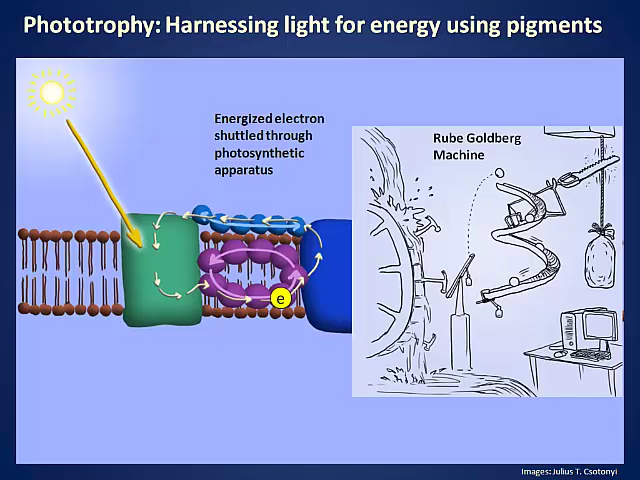 Phototrophy: Harnessing light for energy using pigments
Energized electron
shuttled through
photosynthetic
apparatus
Rube Goldberg
Machine
e
Images: Julius T. Csotonyi